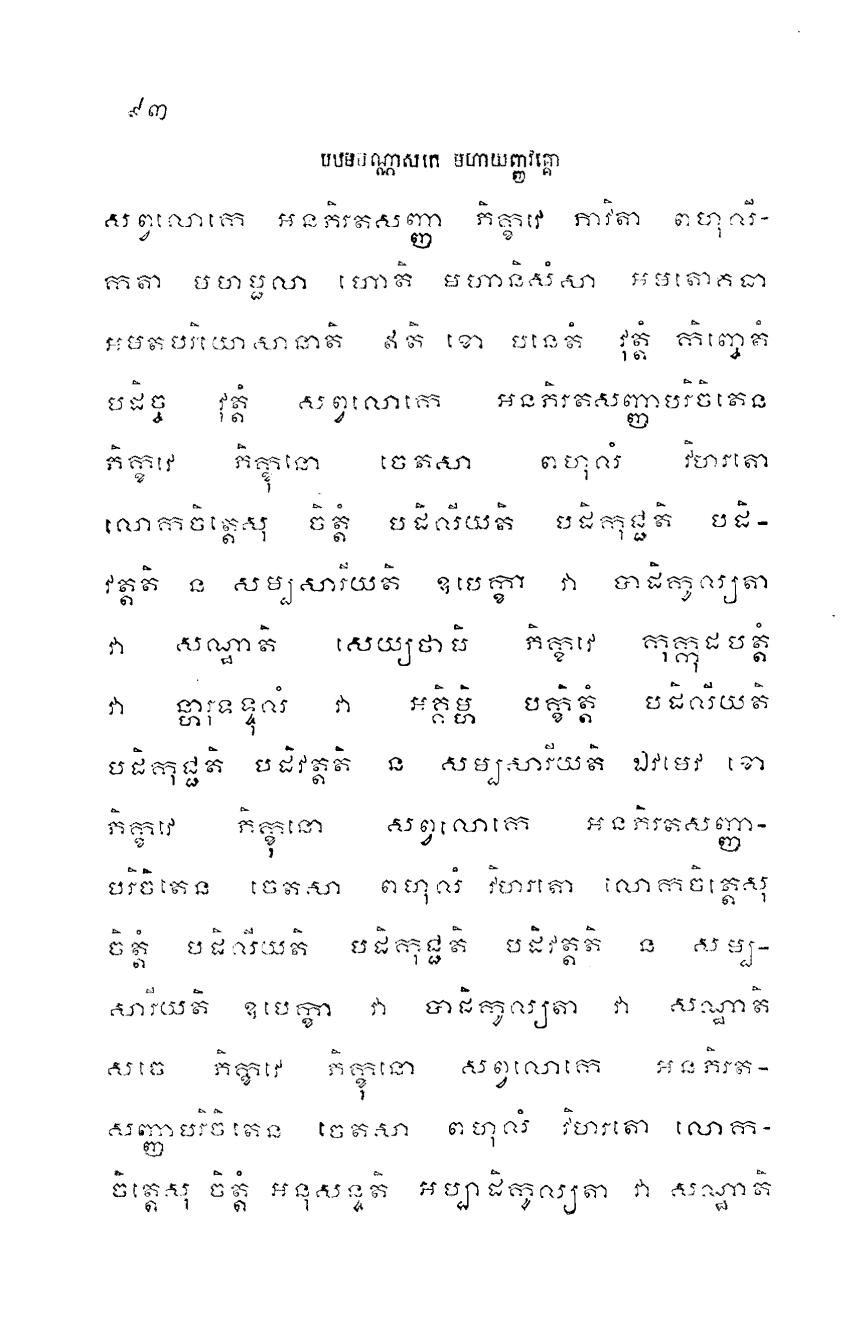 ៩៣
បឋមបណ្ណាសកេ មហាយញ្ញវគ្គោ
សព្វលោកេ អនភិរតសញ្ញា ភិក្ខវេ ភាវិតា ពហុលី-
កតា មហប្ផលា ហោតិ មហានិសំសា អមតោគធា
អមតបរិយោសានាតិ ឥតិ ខោ បនេតំ វុត្តំ កិញ្ចេតំ
បដិច្ច វុត្តំ សព្វលោកេ អនភិរតសញ្ញាបរិចិតេន
ភិក្ខវេ ភិក្ខុនោ ចេតសា ពហុលំ វិហរតោ
លោកចិត្តេសុ ចិត្តំ បដិលីយតិ បដិកុជ្ជតិ បដិ-
វត្តតិ ន សម្បសារីយតិ ឧបេក្ខា វា បាដិកូល្យតា
វា សណ្ឋាតិ សេយ្យថាបិ ភិក្ខវេ កុក្កុដបត្តំ
វា ន្ហារុទទ្ទុលំ វា អគ្គិម្ហិ បក្ខិត្តំ បដិលីយតិ
បដិកុជ្ជតិ បដិវត្តតិ ន សម្បសារីយតិ ឯវមេវ ខោ
ភិក្ខវេ ភិក្ខុនោ សព្វលោកេ អនភិរតសញ្ញា-
បរិចិតេន ចេតសា ពហុលំ វិហរតោ លោកចិត្តេសុ
ចិត្តំ បដិលីយតិ បដិកុជ្ជតិ បដិវត្តតិ ន សម្ប-
សារីយតិ ឧបេក្ខា វា បាដិកូល្យតា វា សណ្ឋាតិ
សចេ ភិក្ខវេ ភិក្ខុនោ សព្វលោកេ អនភិរត-
សញ្ញាបរិចិតេន ចេតសា ពហុលំ វិហរតោ លោក-
ចិត្តេសុ ចិត្តំ អនុសន្ទតិ អប្បាដិកូល្យតា វា សណ្ឋាតិ